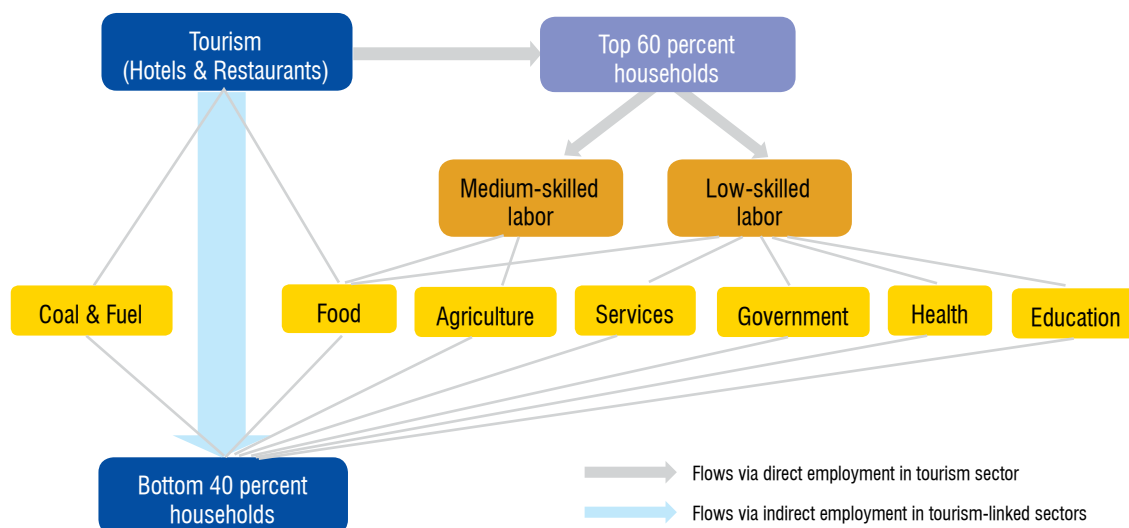 Tourism
(Hotels & Restaurants)
Top 60 percent
households
Medium-skilled
labor
Low-skilled
labor
Coal & Fuel
Food
Agriculture
Services
Government
Health
Education
Bottom 40 percent
households
Flows via direct employment in tourism sector
Flows via indirect employment in tourism-linked sectors